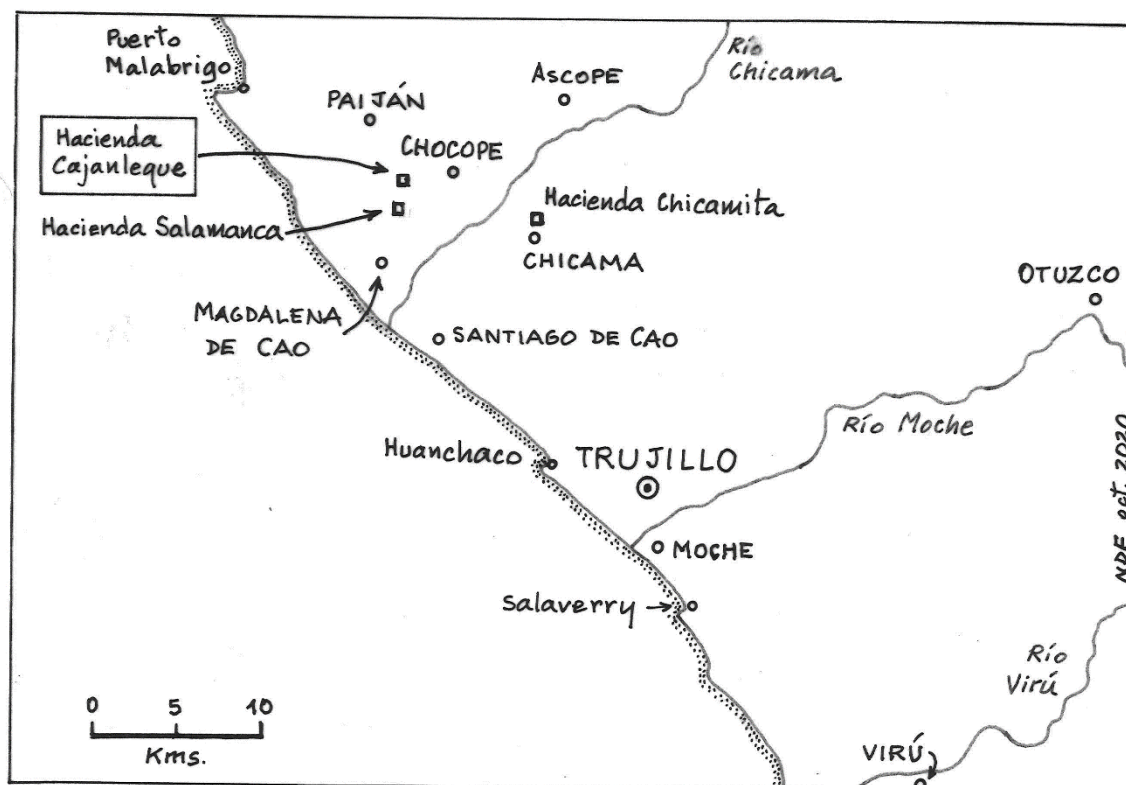 Puerto
Malabrigo
Río
Chicama
ASCOPE
PAIJÁN
Hacienda
Cajanleque
CHOCOPE
Hacienda Chicamita
Hacienda Salamanca
CHICAMA
OTUZCO
MAGDALENA
DE CAO
SANTIAGO DE CAO
Río Moche
Huanchaco
TRUJILLO
NDE oct. 2020
MOCHE
Salaverry
Río
Virú
0 5 10
Kms.
VIRÚ